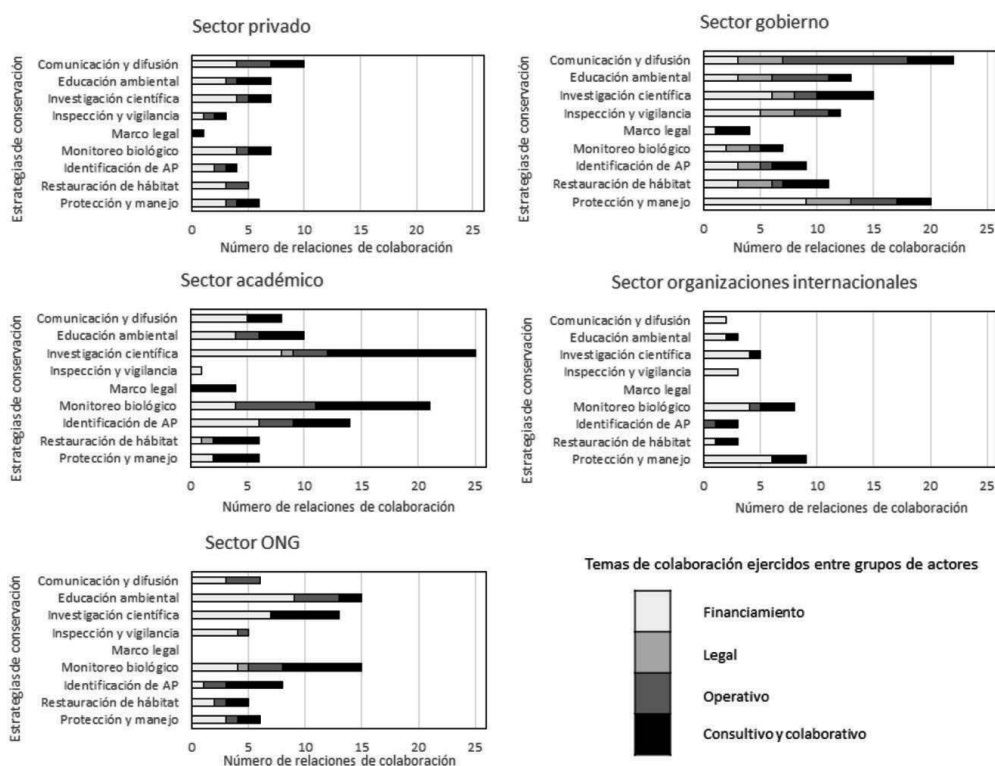 Sector privado
Estrategias de conservación
Comunicación y difusión
Educación ambiental
Investigación científica
Inspección y vigilancia
Marco legal
Monitoreo biológico
Identificación de AP
Restauración de hábitat
Protección y manejo
0 5 10 15 20 25
Número de relaciones de colaboración
Sector gobierno
Estrategias de conservación
Comunicación y difusión
Educación ambiental
Investigación científica
Inspección y vigilancia
Marco legal
Monitoreo biológico
Identificación de AP
Restauración de hábitat
Protección y manejo
0 5 10 15 20 25
Número de relaciones de colaboración
Sector académico
Estrategias de conservación
Comunicación y difusión
Educación ambiental
Investigación científica
Inspección y vigilancia
Marco legal
Monitoreo biológico
Identificación de AP
Restauración de hábitat
Protección y manejo
0 5 10 15 20 25
Número de relaciones de colaboración
Sector organizaciones internacionales
Estrategias de conservación
Comunicación y difusión
Educación ambiental
Investigación científica
Inspección y vigilancia
Marco legal
Monitoreo biológico
Identificación de AP
Restauración de hábitat
Protección y manejo
0 5 10 15 20 25
Número de relaciones de colaboración
Sector ONG
Estrategias de conservación
Comunicación y difusión
Educación ambiental
Investigación científica
Inspección y vigilancia
Marco legal
Monitoreo biológico
Identificación de AP
Restauración de hábitat
Protección y manejo
0 5 10 15 20 25
Número de relaciones de colaboración
Temas de colaboración ejercidos entre grupos de actores
Financiamiento
Legal
Operativo
Consultivo y colaborativo